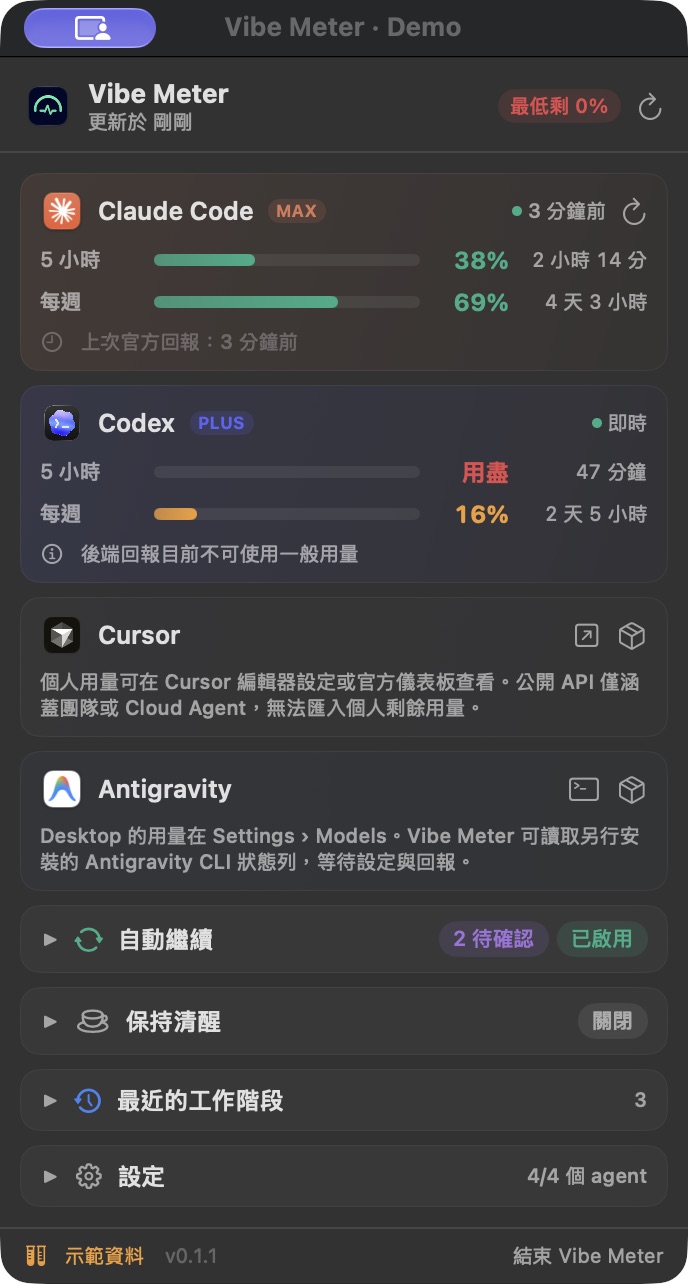 Vibe Meter · Demo
Vibe Meter
更新於 剛剛
最低剩 0%
Claude Code MAX 3 分鐘前
5 小時 38% 2 小時 14 分
每週 69% 4 天 3 小時
上次官方回報：3 分鐘前
Codex PLUS 即時
5 小時 用盡 47 分鐘
每週 16% 2 天 5 小時
後端回報目前不可使用一般用量
Cursor
個人用量可在 Cursor 編輯器設定或官方儀表板查看。公開 API 僅涵
蓋團隊或 Cloud Agent，無法匯入個人剩餘用量。
Antigravity
Desktop 的用量在 Settings › Models。Vibe Meter 可讀取另行安
裝的 Antigravity CLI 狀態列，等待設定與回報。
自動繼續 2 待確認 已啟用
保持清醒 關閉
最近的工作階段 3
設定 4/4 個 agent
示範資料 v0.1.1 結束 Vibe Meter